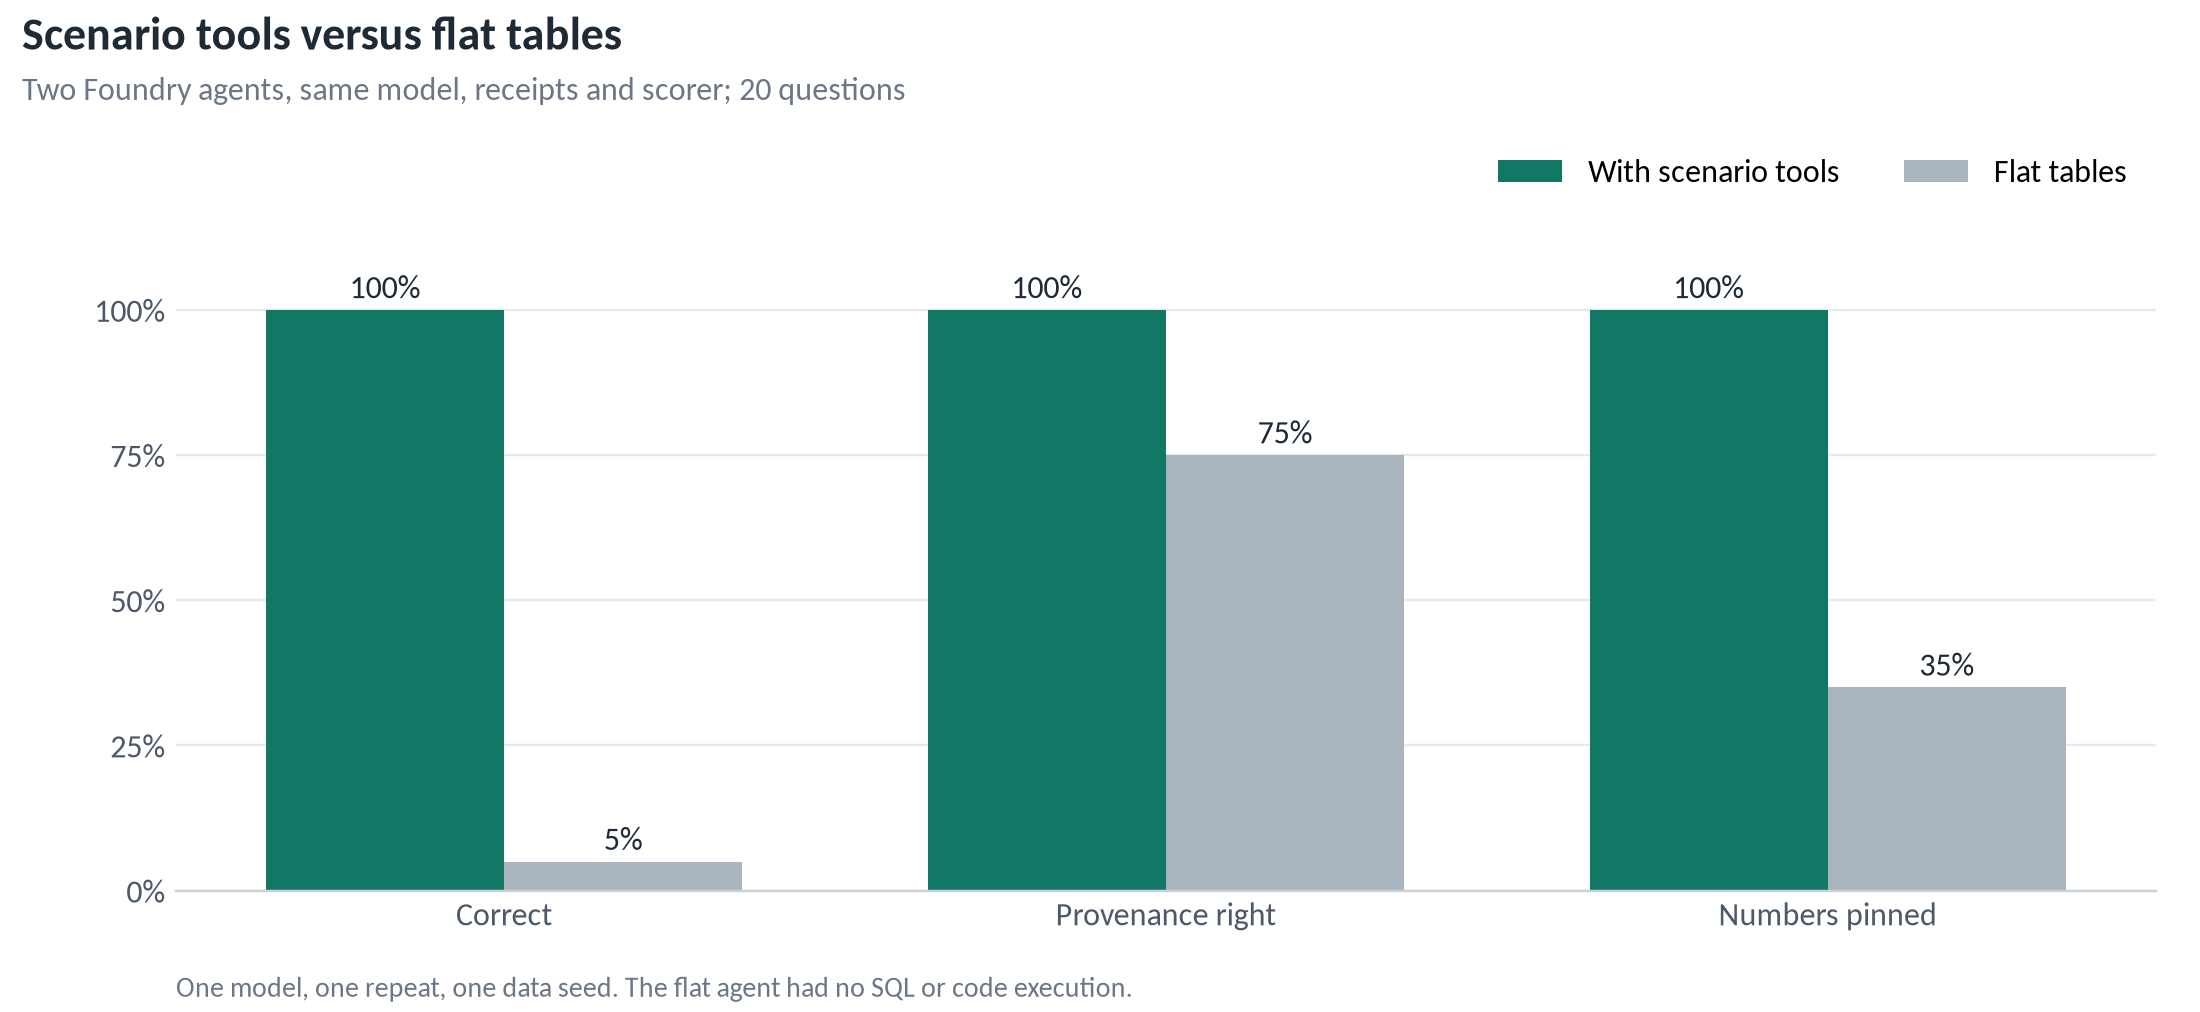 Scenario tools versus flat tables
Two Foundry agents, same model, receipts and scorer; 20 questions
With scenario tools
Flat tables
100%
100%
100%
100%
75%
75%
50%
35%
25%
5%
0%
Correct
Provenance right
Numbers pinned
One model, one repeat, one data seed. The flat agent had no SQL or code execution.